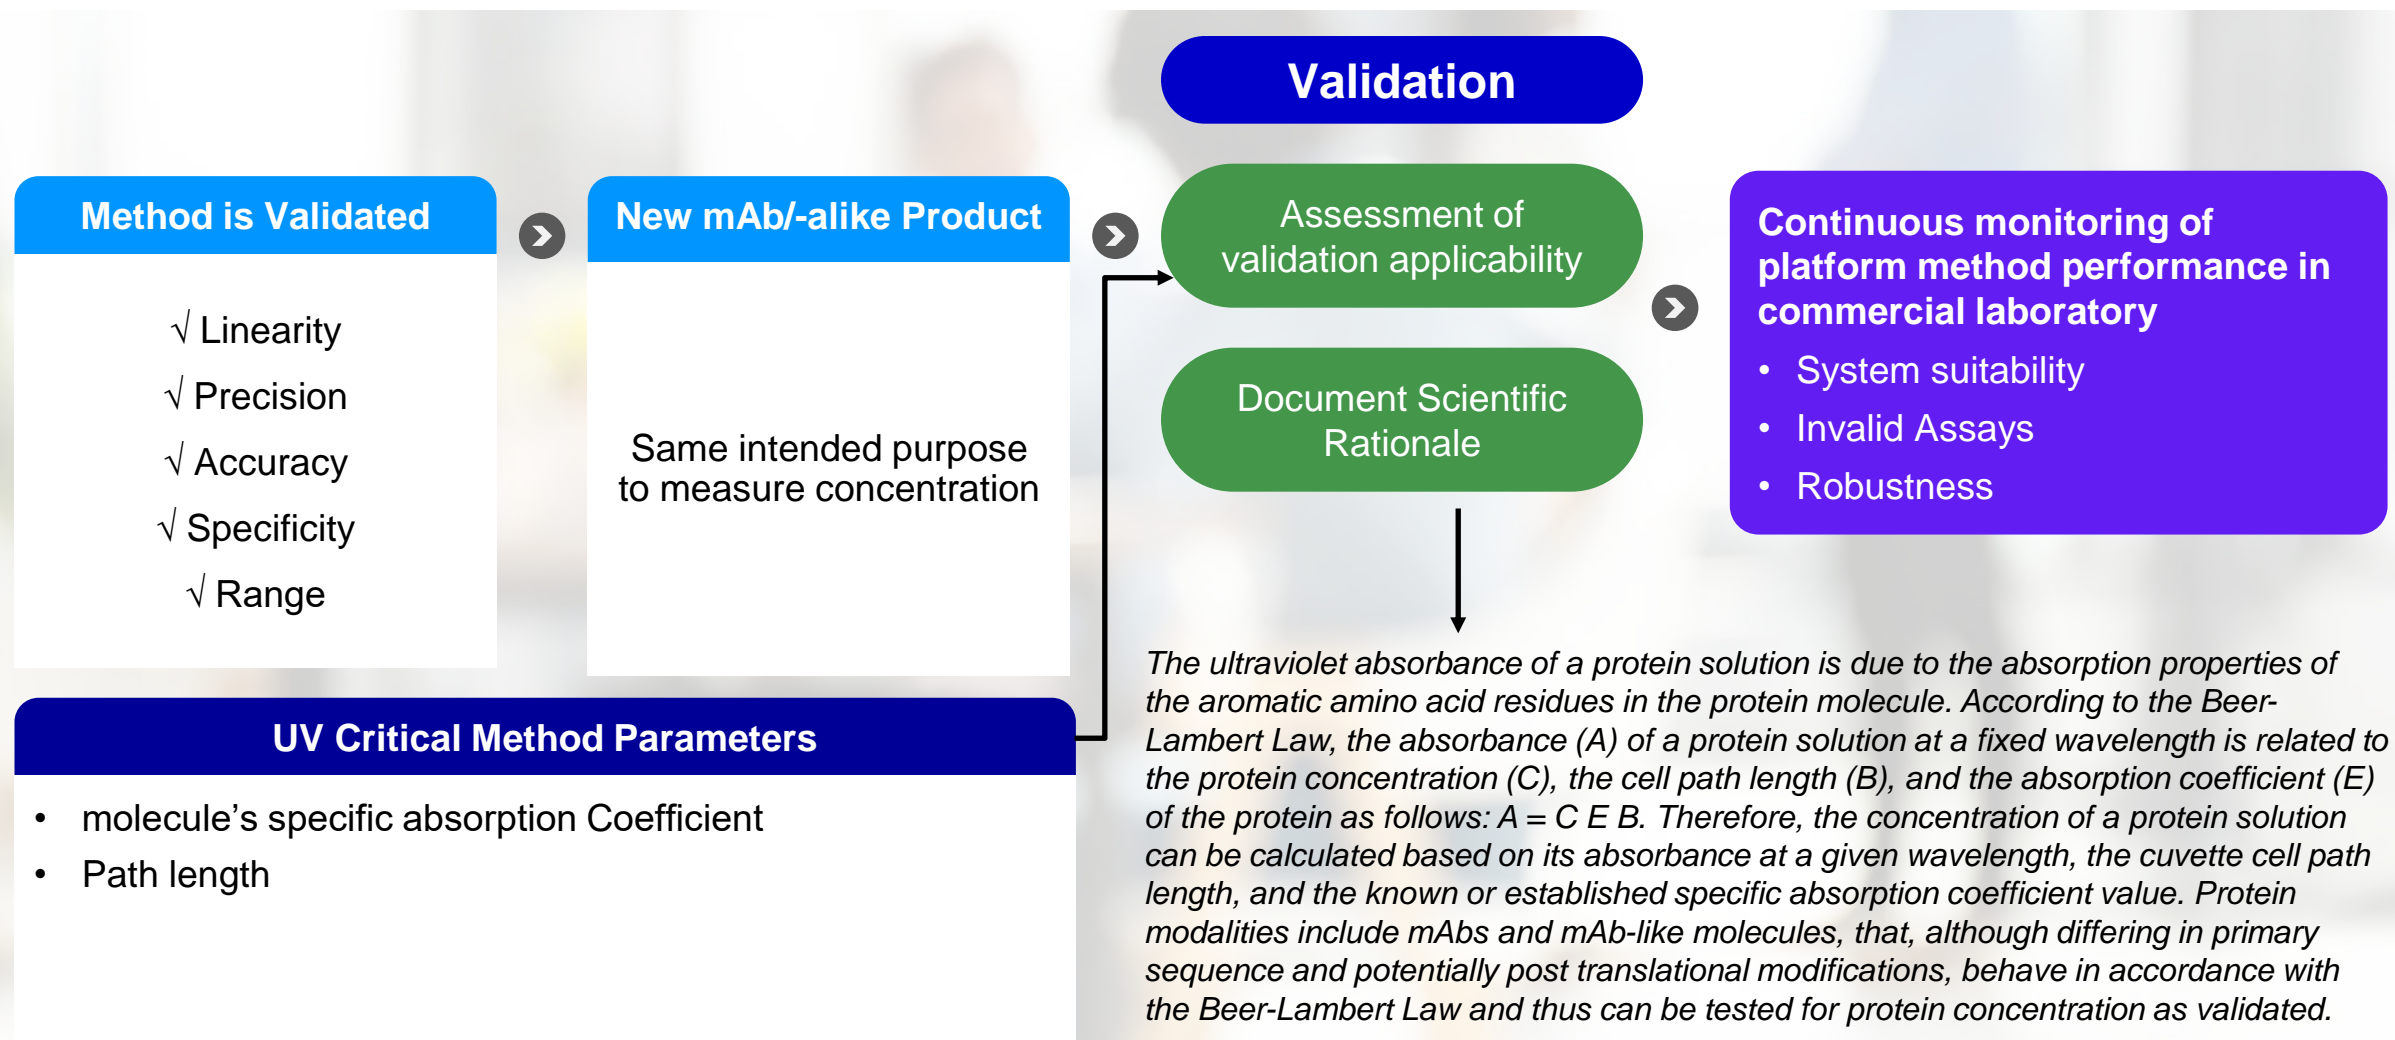 Validation
Method is Validated
√ Linearity
√ Precision
√ Accuracy
√ Specificity
√ Range
New mAb/-alike Product
Same intended purpose
to measure concentration
Assessment of
validation applicability
Document Scientific
Rationale
Continuous monitoring of
platform method performance in
commercial laboratory
• System suitability
• Invalid Assays
• Robustness
UV Critical Method Parameters
• molecule’s specific absorption Coefficient
• Path length
The ultraviolet absorbance of a protein solution is due to the absorption properties of
the aromatic amino acid residues in the protein molecule. According to the Beer-
Lambert Law, the absorbance (A) of a protein solution at a fixed wavelength is related to
the protein concentration (C), the cell path length (B), and the absorption coefficient (E)
of the protein as follows: A = C E B. Therefore, the concentration of a protein solution
can be calculated based on its absorbance at a given wavelength, the cuvette cell path
length, and the known or established specific absorption coefficient value. Protein
modalities include mAbs and mAb-like molecules, that, although differing in primary
sequence and potentially post translational modifications, behave in accordance with
the Beer-Lambert Law and thus can be tested for protein concentration as validated.